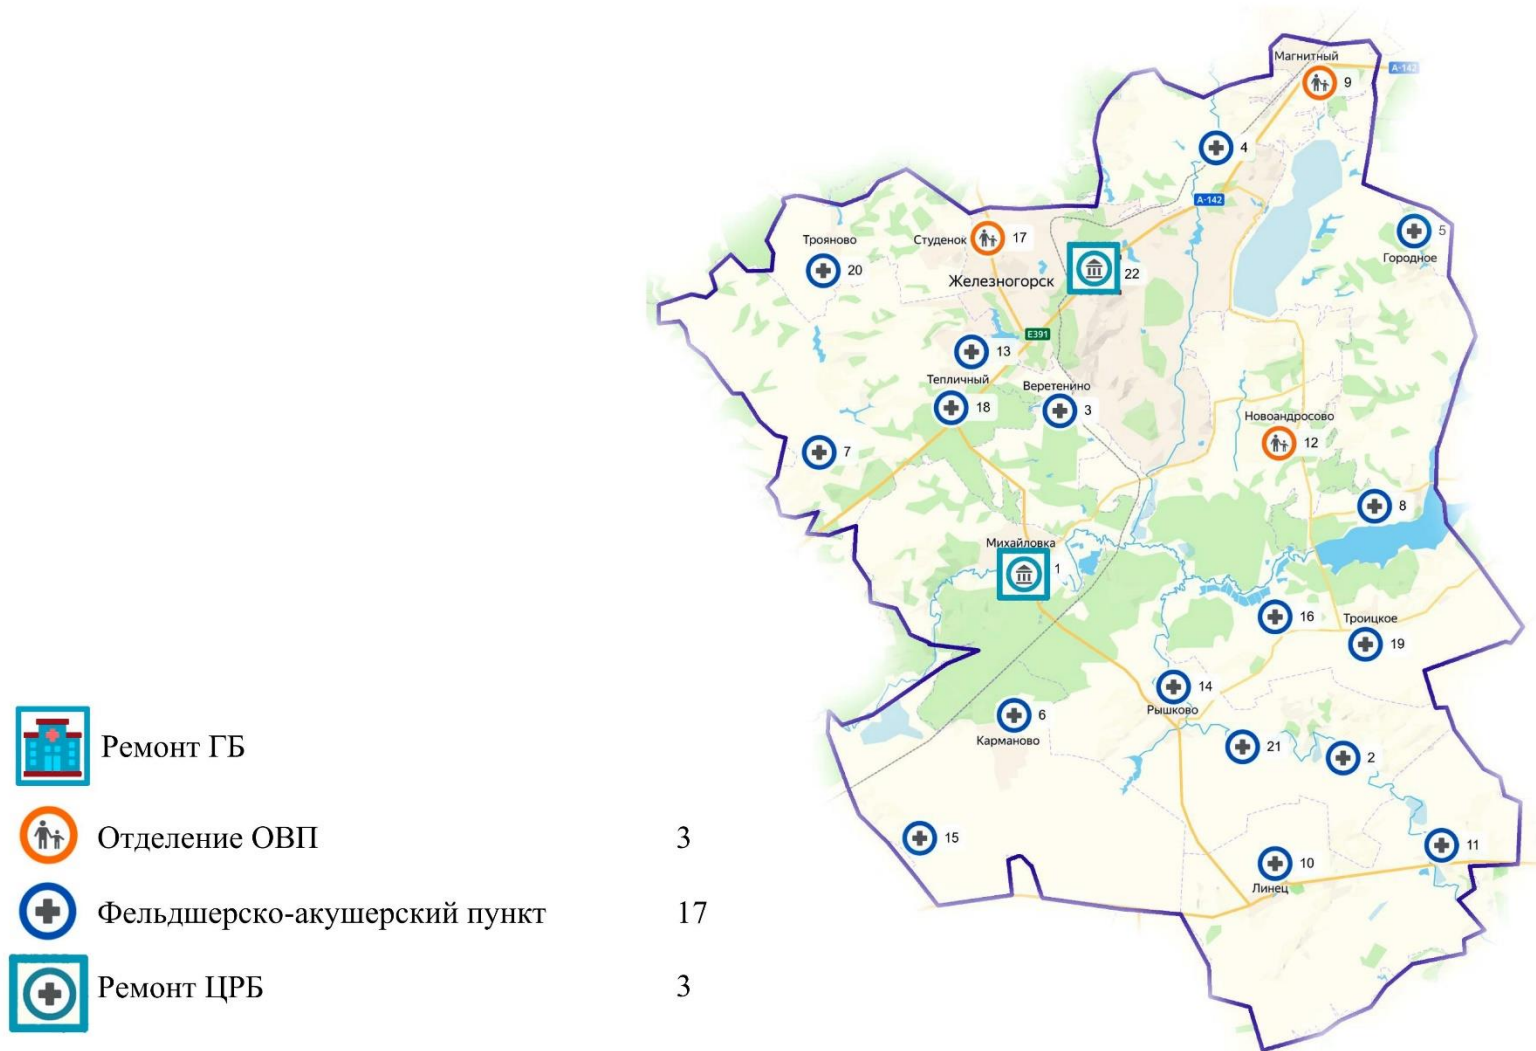 Магнитный
A-142
9
4
A-142
5
Городное
Трояново
20
Студенок
17
Железногорск
22
E391
13
Тепличный
18
Веретенино
3
Новоандросово
12
7
8
Михайловка
1
16
Троицкое
19
14
Рышково
6
Карманово
21
2
15
11
10
Линец
Ремонт ГБ
Отделение ОВП 3
Фельдшерско-акушерский пункт 17
Ремонт ЦРБ 3